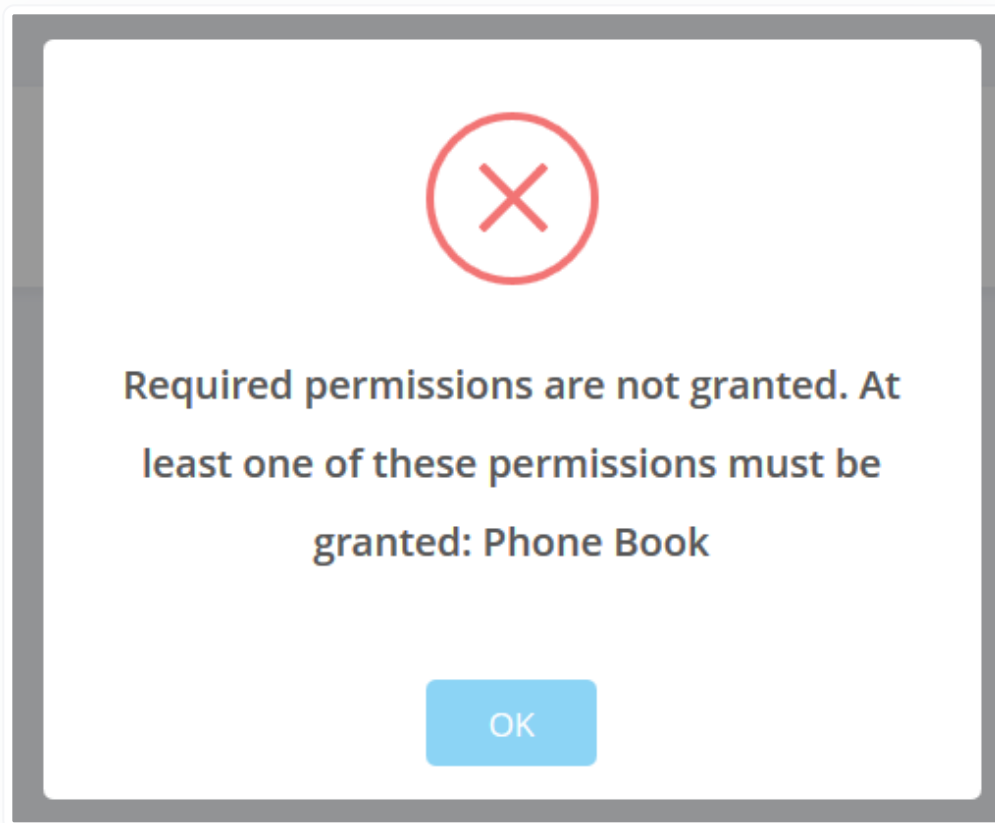 Required permissions are not granted. At
least one of these permissions must be
granted: Phone Book
OK